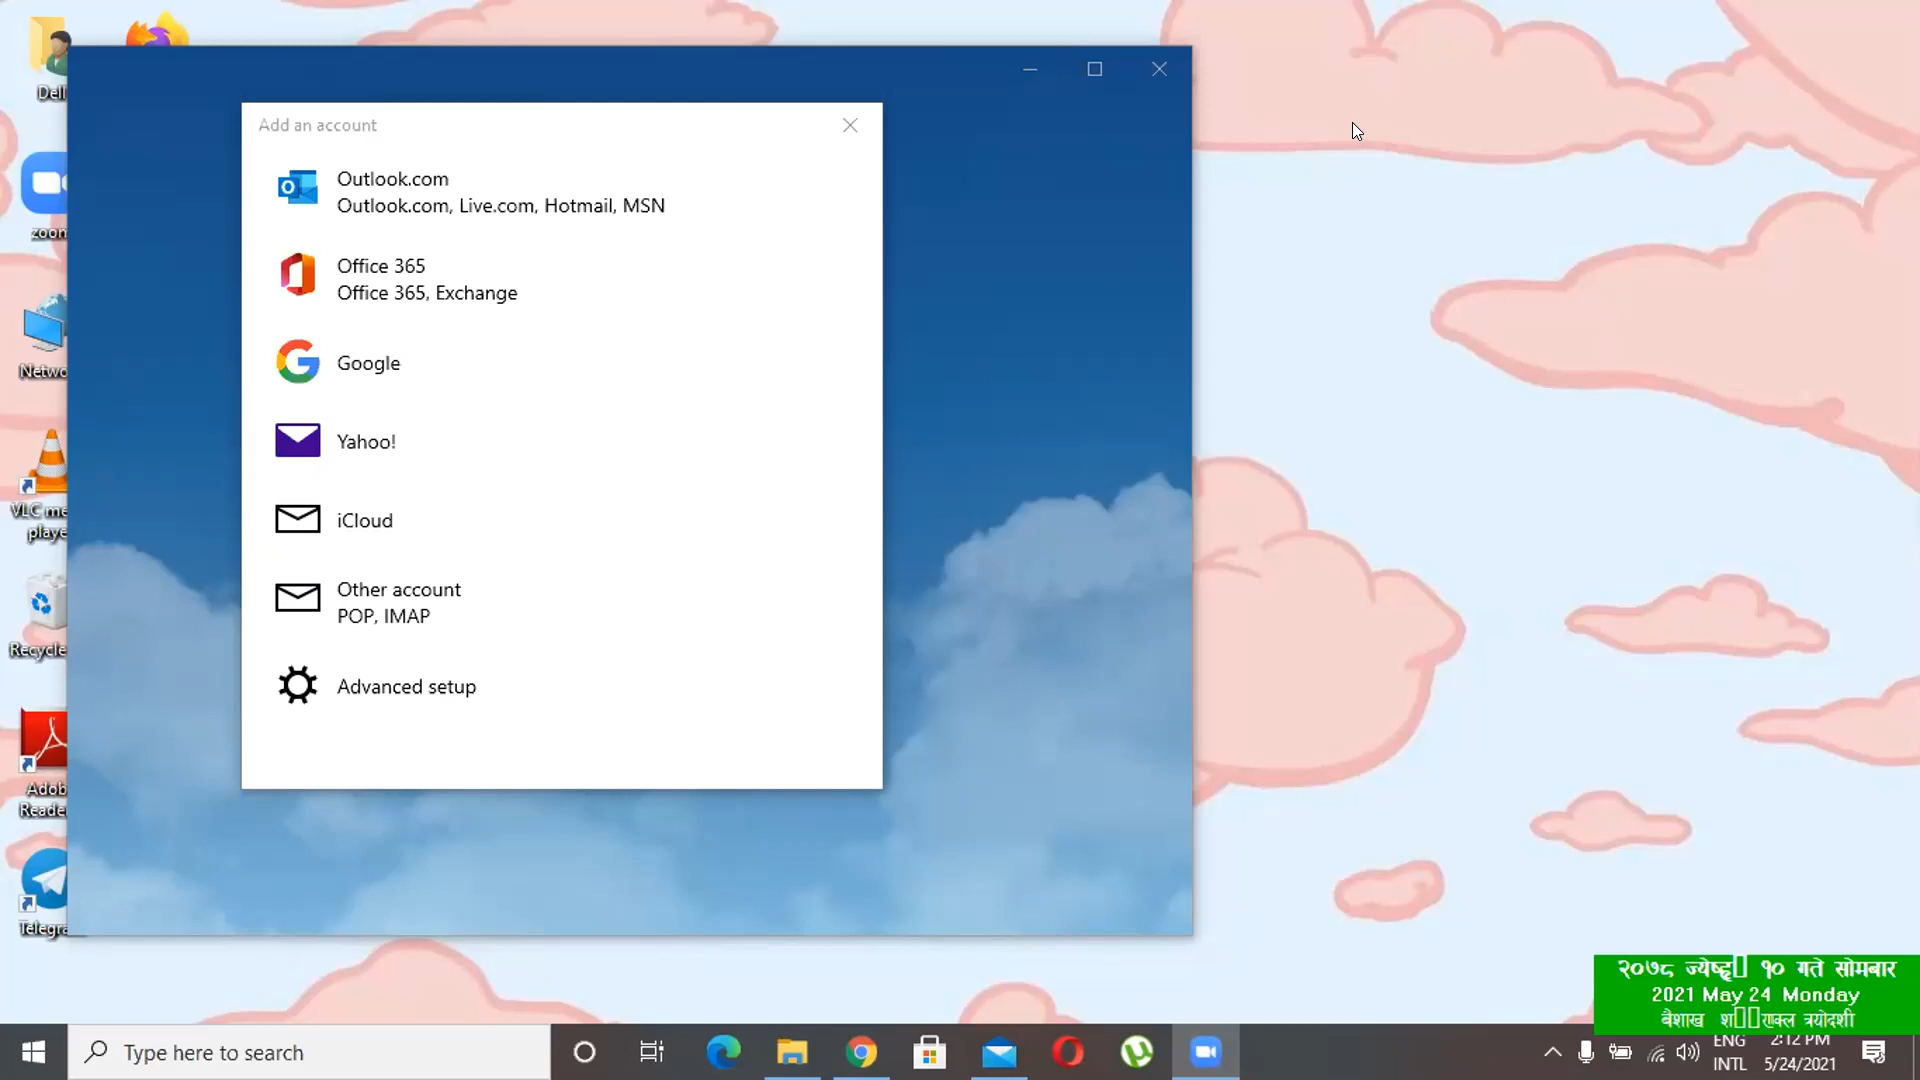 Dell
zoom
Netwo
VLC me
playe
Recycle
Adob
Reade
Telegra
Add an account
Outlook.com
Outlook.com, Live.com, Hotmail, MSN
Office 365
Office 365, Exchange
Google
Yahoo!
iCloud
Other account
POP, IMAP
Advanced setup
२०७८ १० गते सोमबार
2021 May 24 Monday
बैशाख त्रयोदशी
Type here to search
ENG
INTL
2:12 PM
5/24/2021